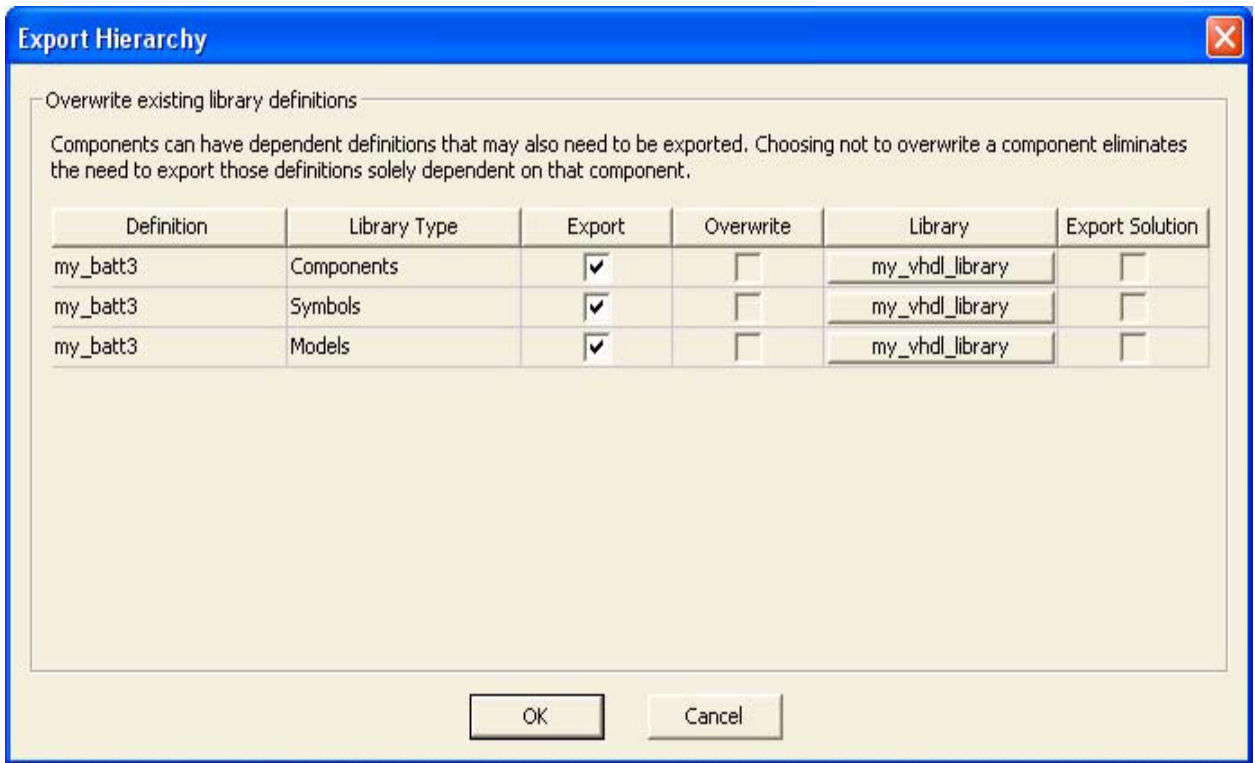 Export Hierarchy
Overwrite existing library definitions
Components can have dependent definitions that may also need to be exported. Choosing not to overwrite a component eliminates
the need to export those definitions solely dependent on that component.
Definition Library Type Export Overwrite Library Export Solution
my_batt3 Components my_vhdl_library
my_batt3 Symbols my_vhdl_library
my_batt3 Models my_vhdl_library
OK Cancel